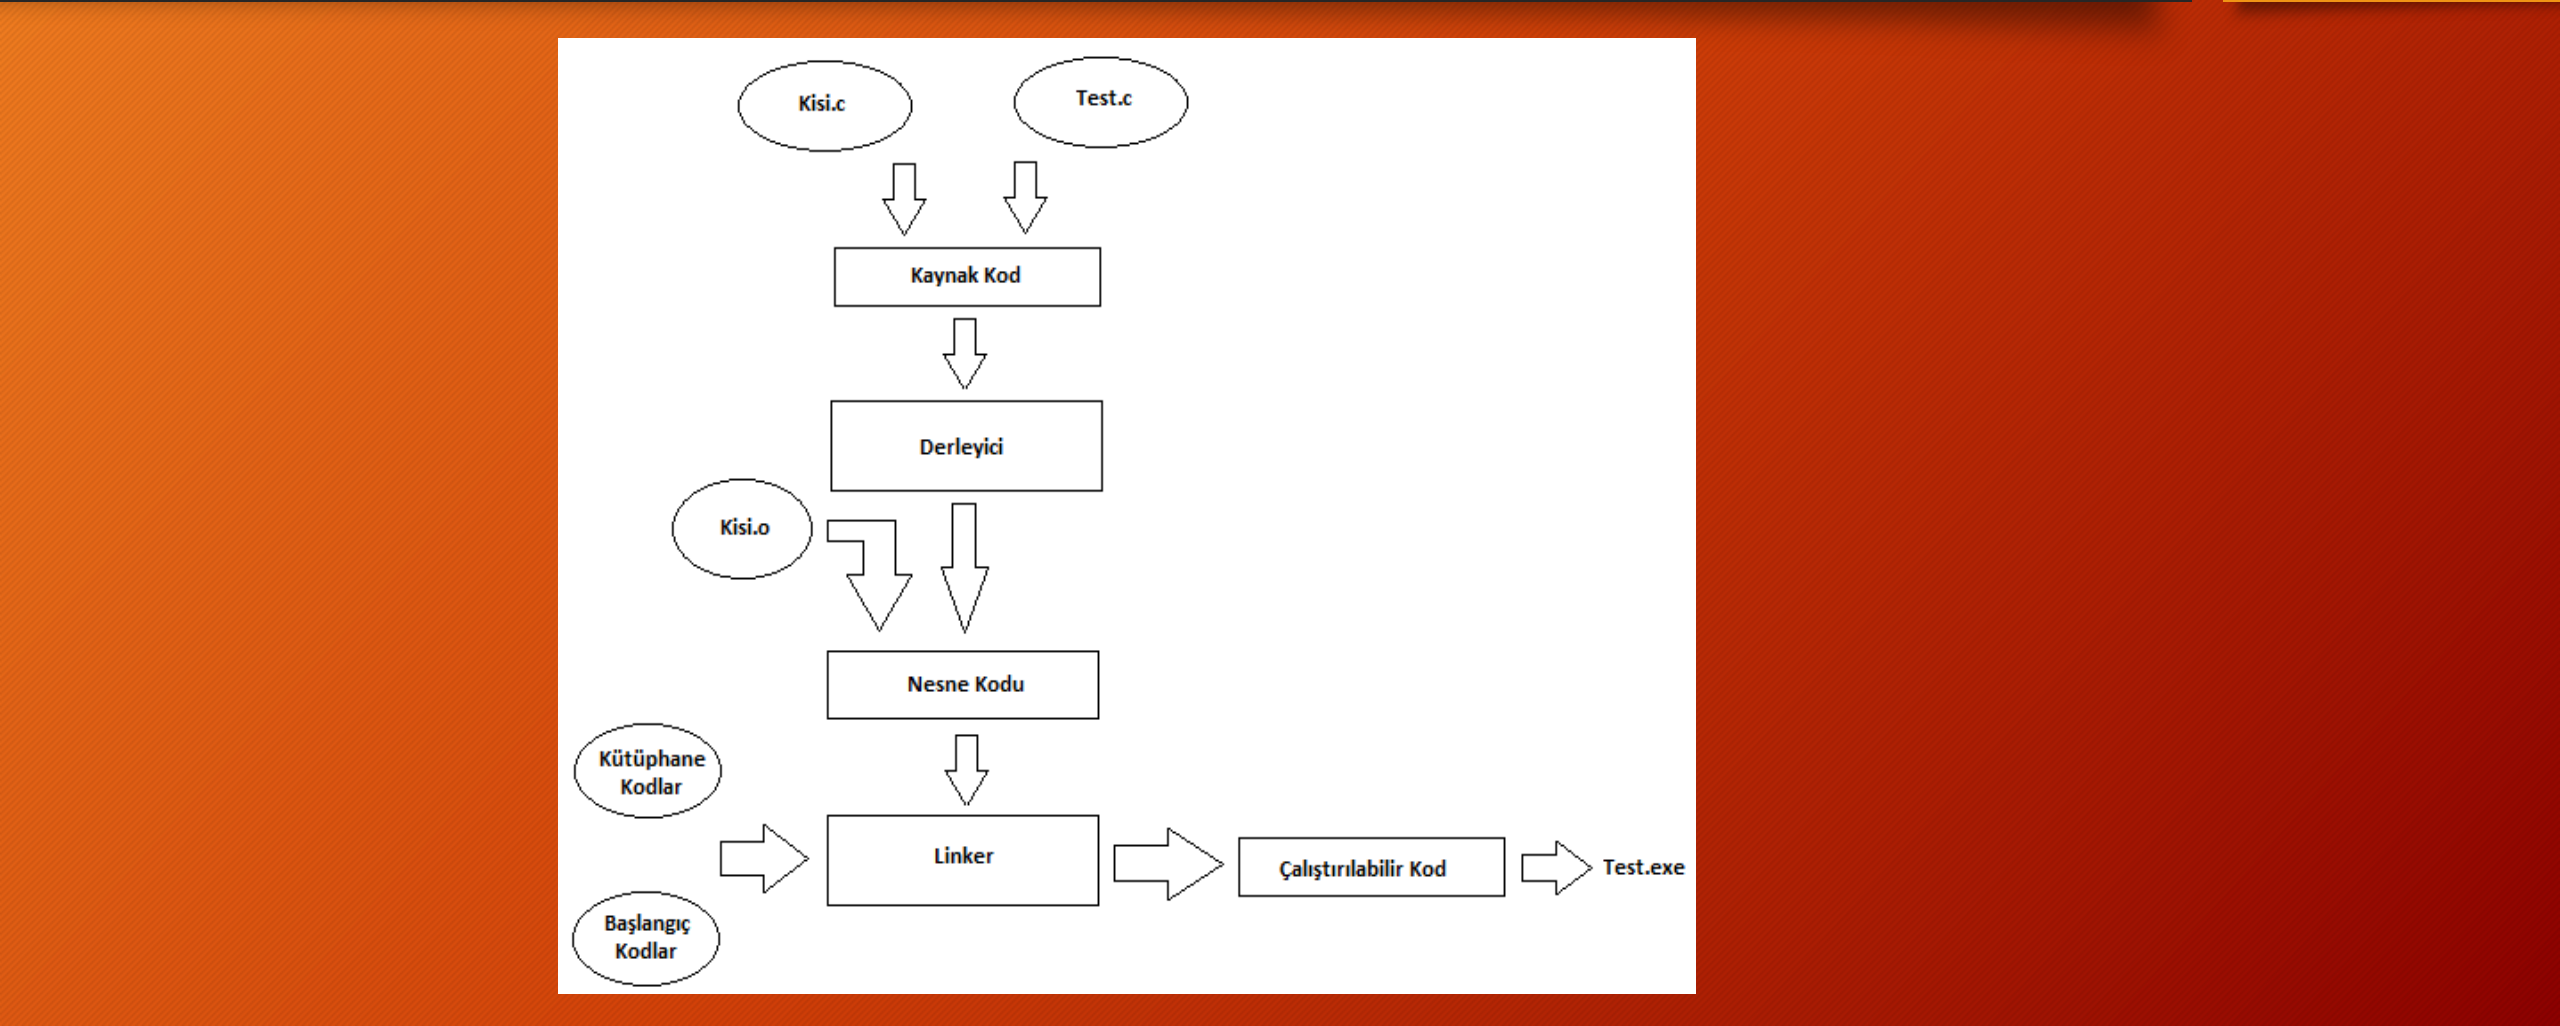 Kisi.c
Test.c
Kaynak Kod
Derleyici
Kisi.o
Nesne Kodu
Kütüphane
Kodlar
Linker
Çalıştırılabilir Kod
Test.exe
Başlangıç
Kodlar